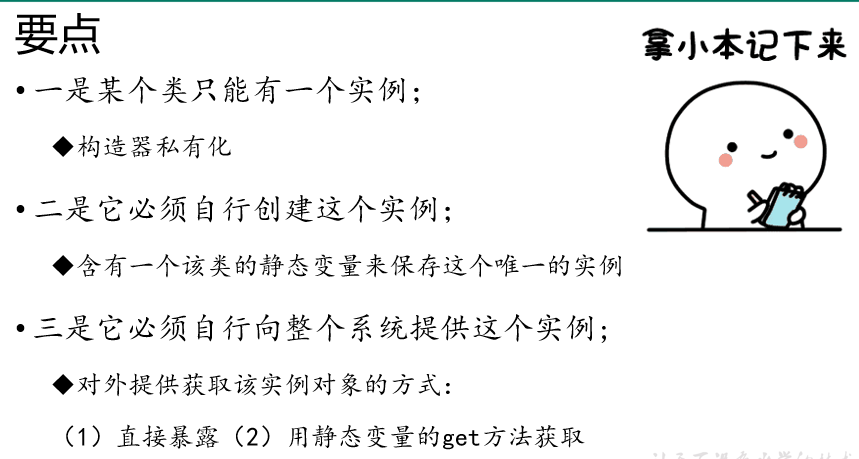 要点
拿小本记下来
•一是某个类只能有一个实例；
◆构造器私有化
•二是它必须自行创建这个实例；
◆含有一个该类的静态变量来保存这个唯一的实例
•三是它必须自行向整个系统提供这个实例；
◆对外提供获取该实例对象的方式：
（1）直接暴露（2）用静态变量的get方法获取